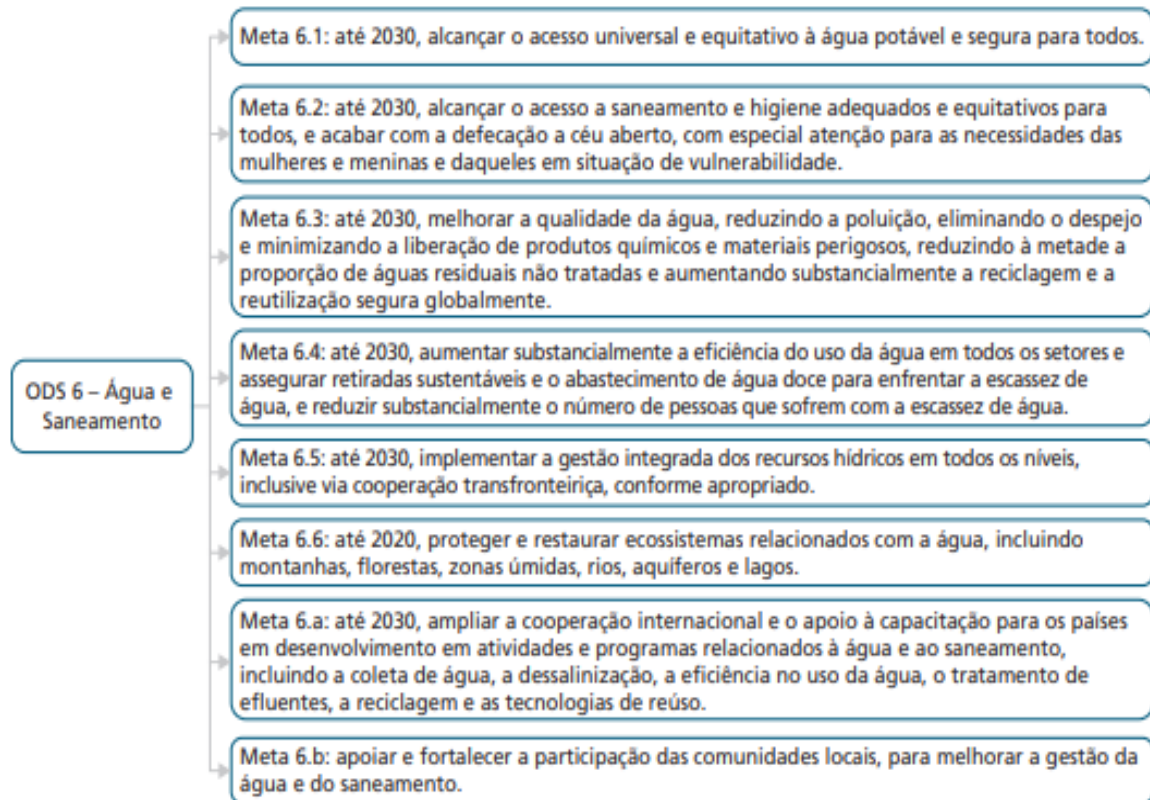 Meta 6.1: até 2030, alcançar o acesso universal e equitativo à água potável e segura para todos.
Meta 6.2: até 2030, alcançar o acesso a saneamento e higiene adequados e equitativos para
todos, e acabar com a defecação a céu aberto, com especial atenção para as necessidades das
mulheres e meninas e daqueles em situação de vulnerabilidade.
Meta 6.3: até 2030, melhorar a qualidade da água, reduzindo a poluição, eliminando o despejo
e minimizando a liberação de produtos químicos e materiais perigosos, reduzindo à metade a
proporção de águas residuais não tratadas e aumentando substancialmente a reciclagem e a
reutilização segura globalmente.
ODS 6 – Água e
Saneamento
Meta 6.4: até 2030, aumentar substancialmente a eficiência do uso da água em todos os setores e
assegurar retiradas sustentáveis e o abastecimento de água doce para enfrentar a escassez de
água, e reduzir substancialmente o número de pessoas que sofrem com a escassez de água.
Meta 6.5: até 2030, implementar a gestão integrada dos recursos hídricos em todos os níveis,
inclusive via cooperação transfronteiriça, conforme apropriado.
Meta 6.6: até 2020, proteger e restaurar ecossistemas relacionados com a água, incluindo
montanhas, florestas, zonas úmidas, rios, aquíferos e lagos.
Meta 6.a: até 2030, ampliar a cooperação internacional e o apoio à capacitação para os países
em desenvolvimento em atividades e programas relacionados à água e ao saneamento,
incluindo a coleta de água, a dessalinização, a eficiência no uso da água, o tratamento de
efluentes, a reciclagem e as tecnologias de reúso.
Meta 6.b: apoiar e fortalecer a participação das comunidades locais, para melhorar a gestão da
água e do saneamento.